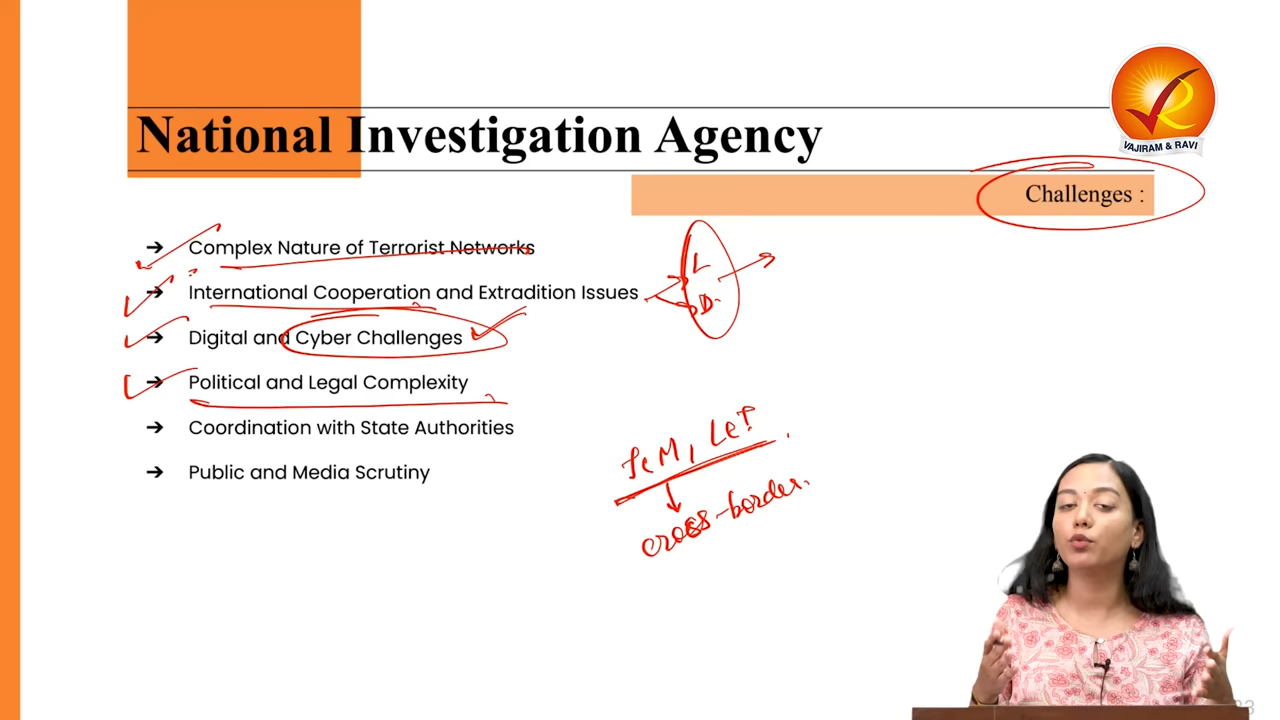 National Investigation Agency
VAJIRAM & RAVI
Challenges :
➔ Complex Nature of Terrorist Networks
➔ International Cooperation and Extradition Issues
L
D
➔ Digital and Cyber Challenges
➔ Political and Legal Complexity
➔ Coordination with State Authorities
➔ Public and Media Scrutiny
JeM, LeT
cross-border.